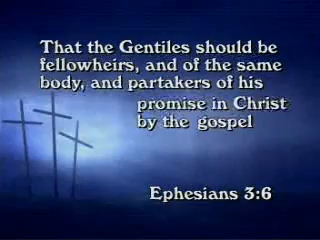 That the Gentiles should be
fellowheirs, and of the same
body, and partakers of his
promise in Christ
by the gospel
Ephesians 3:6